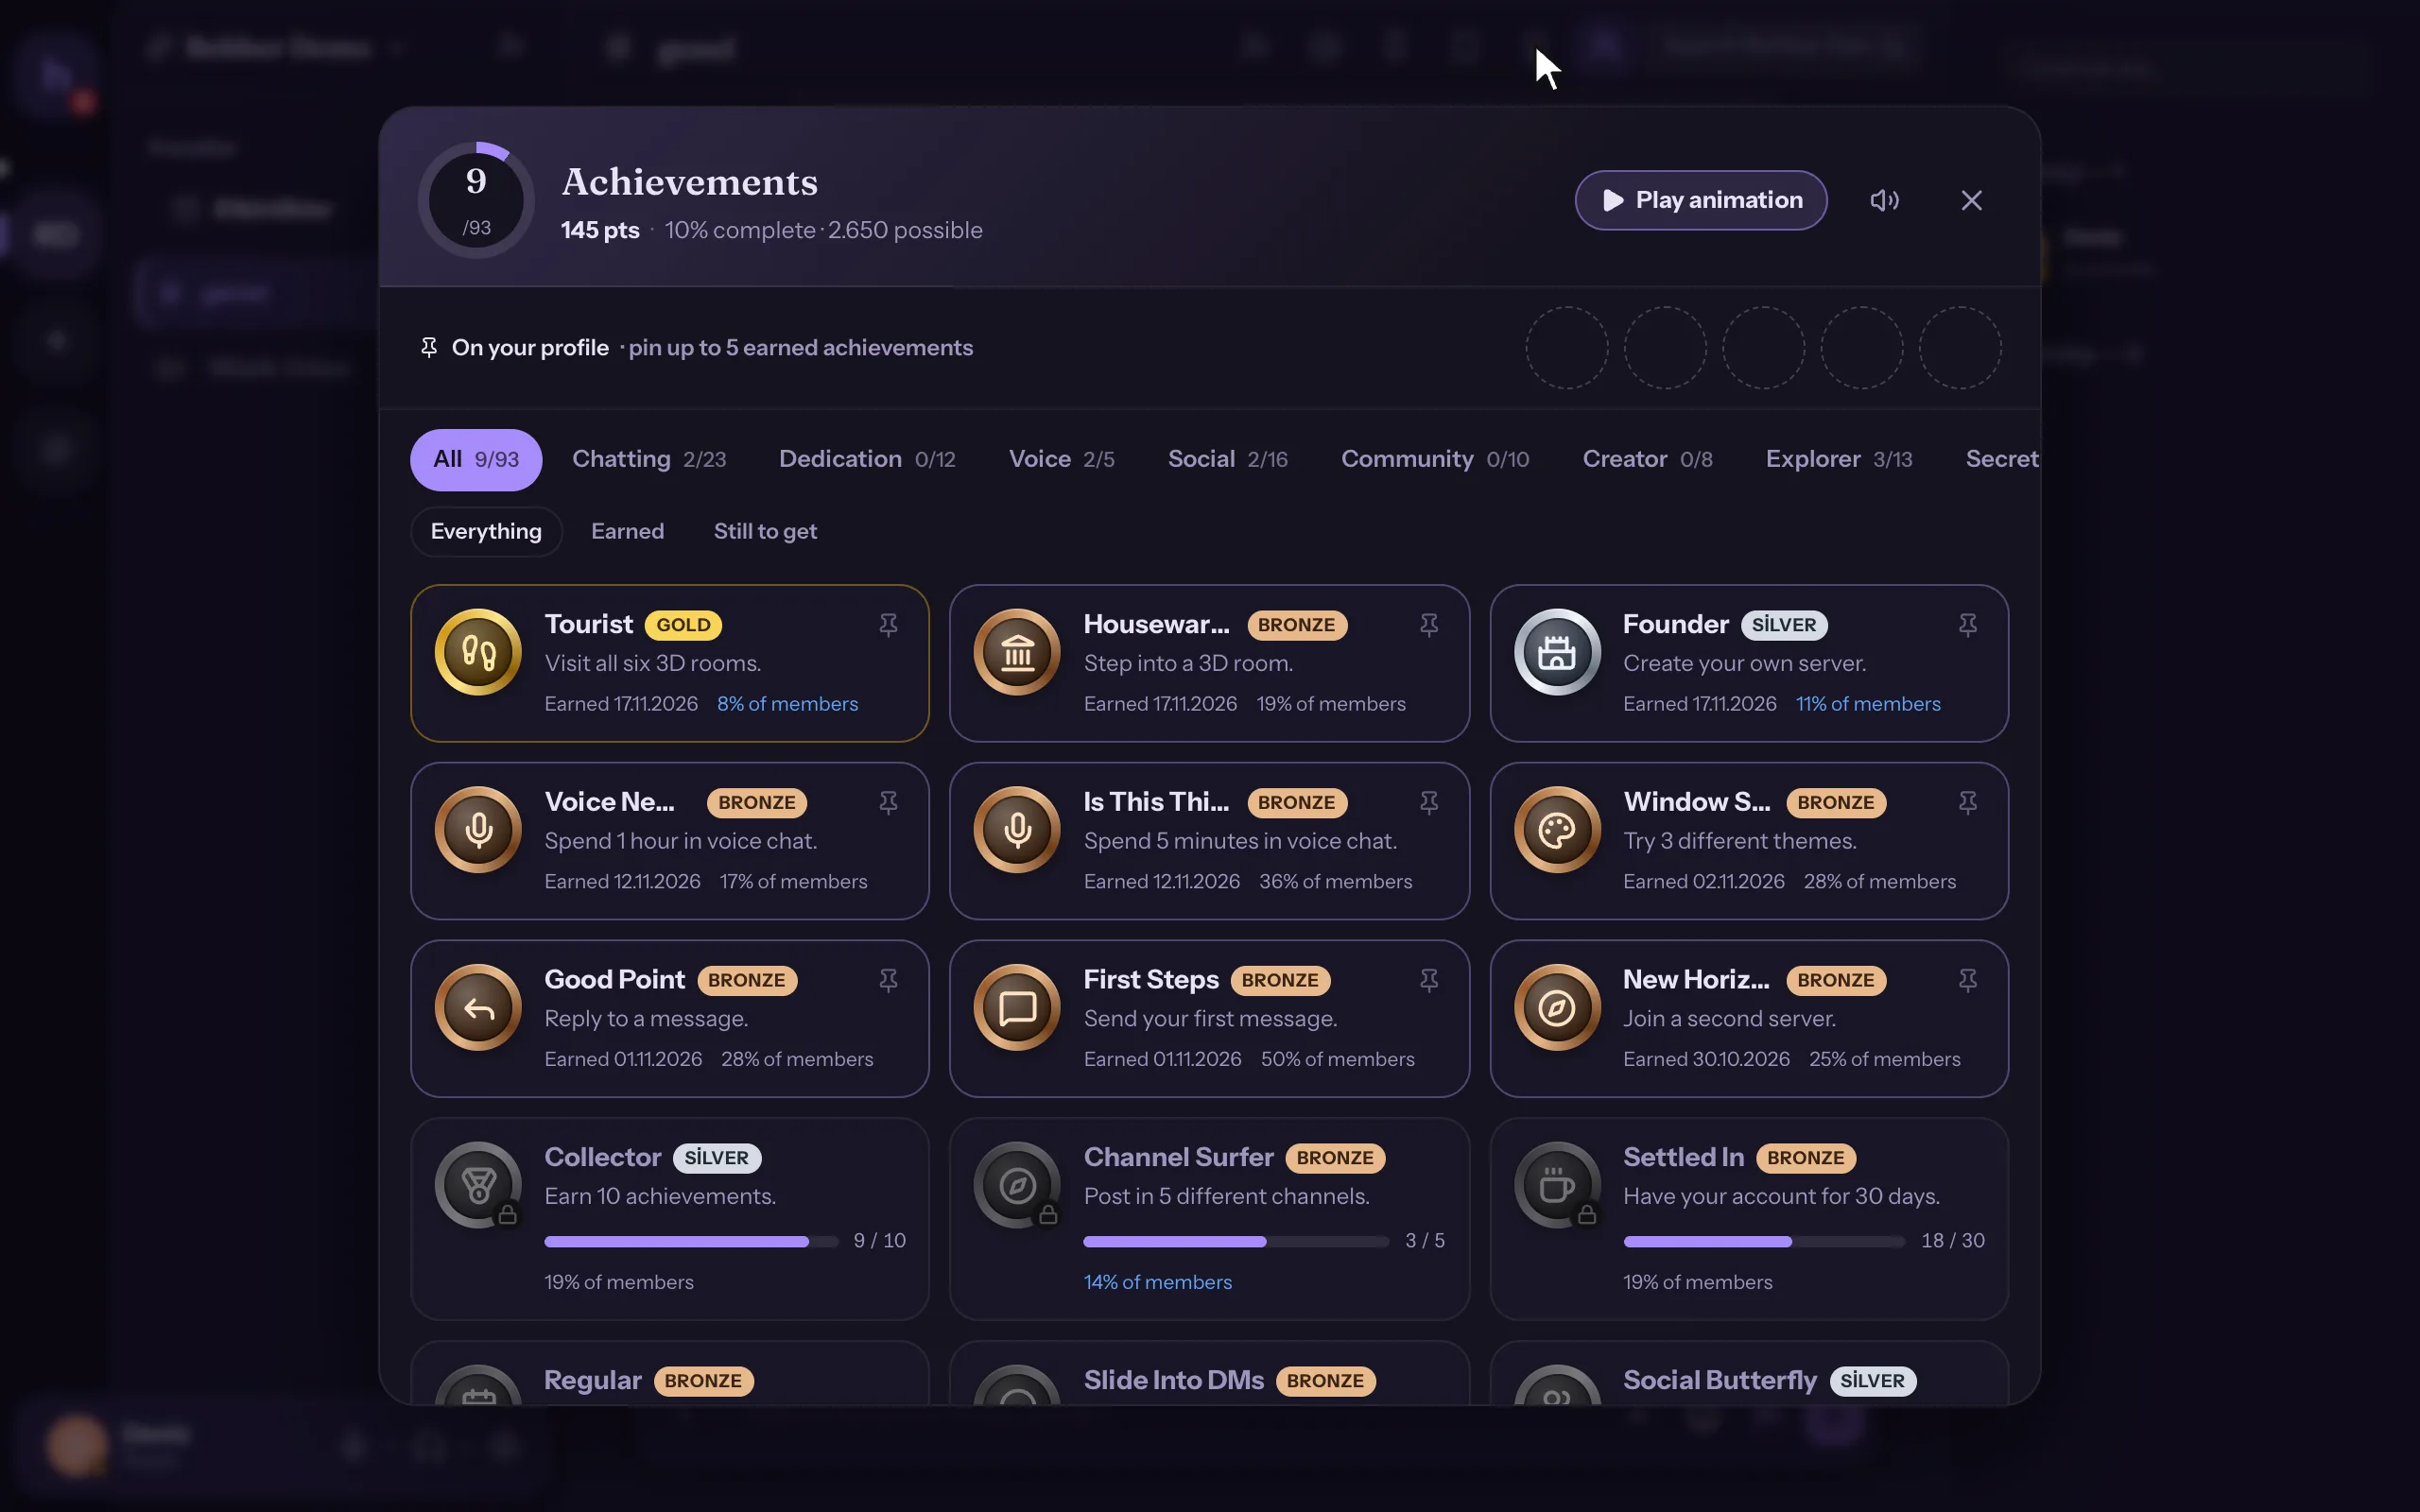 9
/93
Achievements
145 pts · 10% complete · 2.650 possible
Play animation
On your profile · pin up to 5 earned achievements
All 9/93 Chatting 2/23 Dedication 0/12 Voice 2/5 Social 2/16 Community 0/10 Creator 0/8 Explorer 3/13 Secret
Everything Earned Still to get
Tourist GOLD
Visit all six 3D rooms.
Earned 17.11.2026 8% of members
Housewar... BRONZE
Step into a 3D room.
Earned 17.11.2026 19% of members
Founder SİLVER
Create your own server.
Earned 17.11.2026 11% of members
Voice Ne... BRONZE
Spend 1 hour in voice chat.
Earned 12.11.2026 17% of members
Is This Thi... BRONZE
Spend 5 minutes in voice chat.
Earned 12.11.2026 36% of members
Window S... BRONZE
Try 3 different themes.
Earned 02.11.2026 28% of members
Good Point BRONZE
Reply to a message.
Earned 01.11.2026 28% of members
First Steps BRONZE
Send your first message.
Earned 01.11.2026 50% of members
New Horiz... BRONZE
Join a second server.
Earned 30.10.2026 25% of members
Collector SİLVER
Earn 10 achievements.
9 / 10
19% of members
Channel Surfer BRONZE
Post in 5 different channels.
3 / 5
14% of members
Settled In BRONZE
Have your account for 30 days.
18 / 30
19% of members
Regular BRONZE
Slide Into DMs BRONZE
Social Butterfly SİLVER